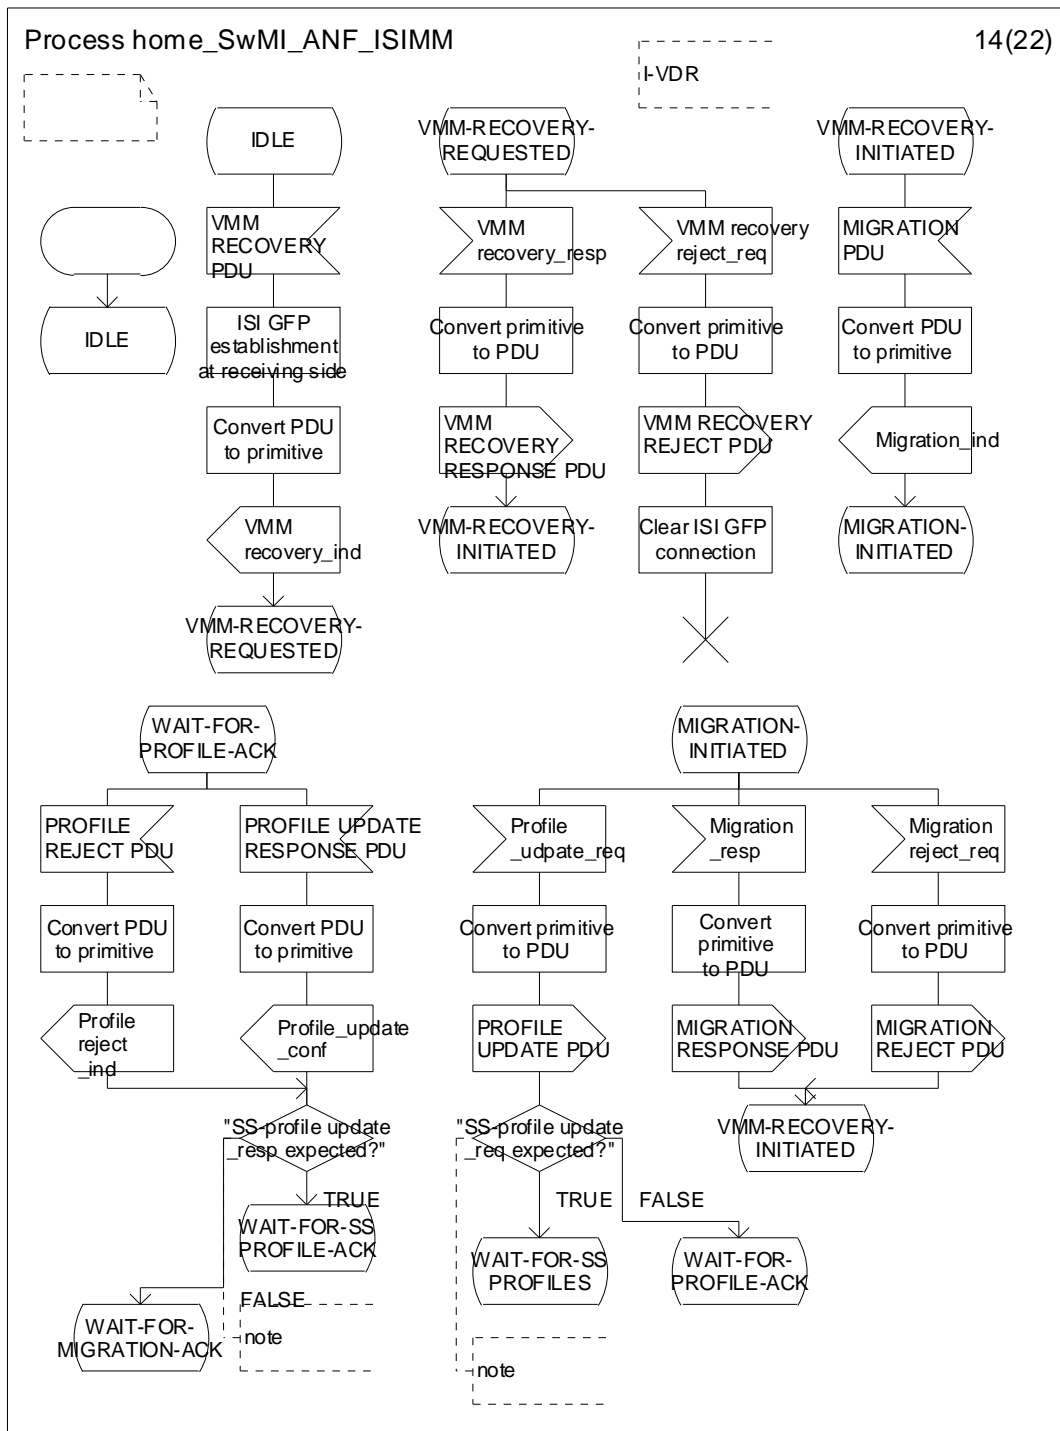 Process home_SwMI_ANF_ISIMM
14(22)
I-VDR
IDLE
VMM
RECOVERY
PDU
ISI GFP
establishment
at receiving side
Convert PDU
to primitive
VMM
recovery_ind
VMM-RECOVERY-
REQUESTED
IDLE
VMM-RECOVERY-
REQUESTED
VMM
recovery_resp
Convert primitive
to PDU
VMM
RECOVERY
RESPONSE PDU
VMM-RECOVERY-
INITIATED
VMM recovery
reject_req
Convert primitive
to PDU
VMM RECOVERY
REJECT PDU
Clear ISI GFP
connection
VMM-RECOVERY-
INITIATED
MIGRATION
PDU
Convert PDU
to primitive
Migration_ind
MIGRATION-
INITIATED
WAIT-FOR-
PROFILE-ACK
PROFILE
REJECT PDU
Convert PDU
to primitive
Profile
reject
_ind
PROFILE UPDATE
RESPONSE PDU
Convert PDU
to primitive
Profile_update
_conf
"SS-profile update
_resp expected?"
TRUE
WAIT-FOR-SS
PROFILE-ACK
FALSE
note
WAIT-FOR-
MIGRATION-ACK
MIGRATION-
INITIATED
Profile
_udpate_req
Convert primitive
to PDU
PROFILE
UPDATE PDU
"SS-profile update
_req expected?"
TRUE
FALSE
WAIT-FOR-SS
PROFILES
WAIT-FOR-
PROFILE-ACK
note
Migration
_resp
Convert
primitive
to PDU
MIGRATION
RESPONSE PDU
Migration
reject_req
Convert primitive
to PDU
MIGRATION
REJECT PDU
VMM-RECOVERY-
INITIATED